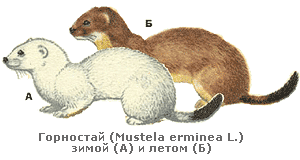 Б
А
Горностай (Mustela erminea L.)
зимой (А) и летом (Б)